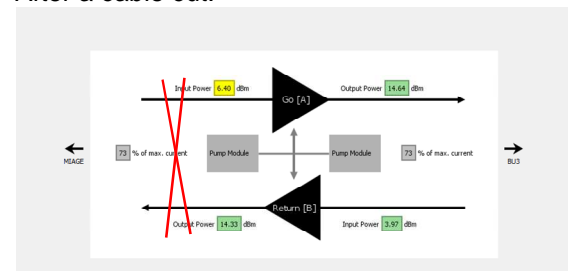 After a cable cut:
Input Power 6.40 dBm
Output Power 14.64 dBm
Go [A]
MIAGE
73 % of max. current
Pump Module
Pump Module
73 % of max. current
BU3
Return [B]
Output Power 14.33 dBm
Input Power 3.97 dBm